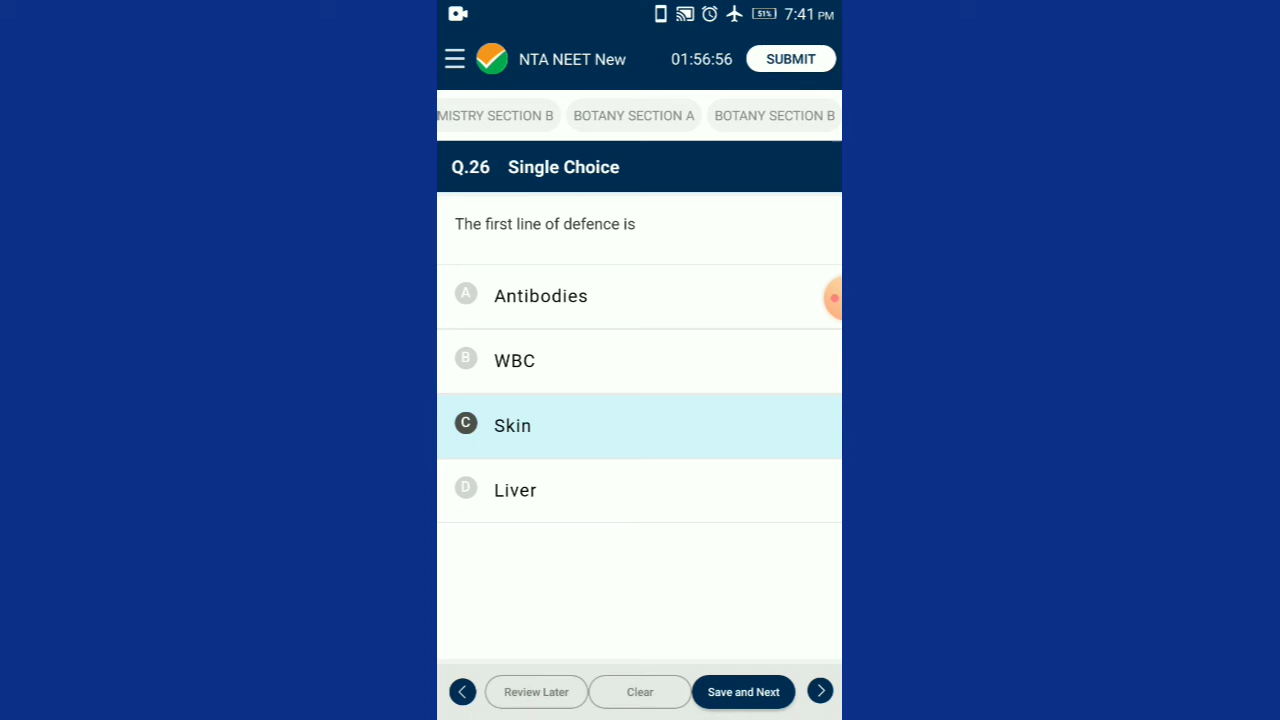 51% 7:41 PM
NTA NEET New 01:56:56 SUBMIT
MISTRY SECTION B BOTANY SECTION A BOTANY SECTION B
Q.26 Single Choice
The first line of defence is
A Antibodies
B WBC
C Skin
D Liver
Review Later Clear Save and Next